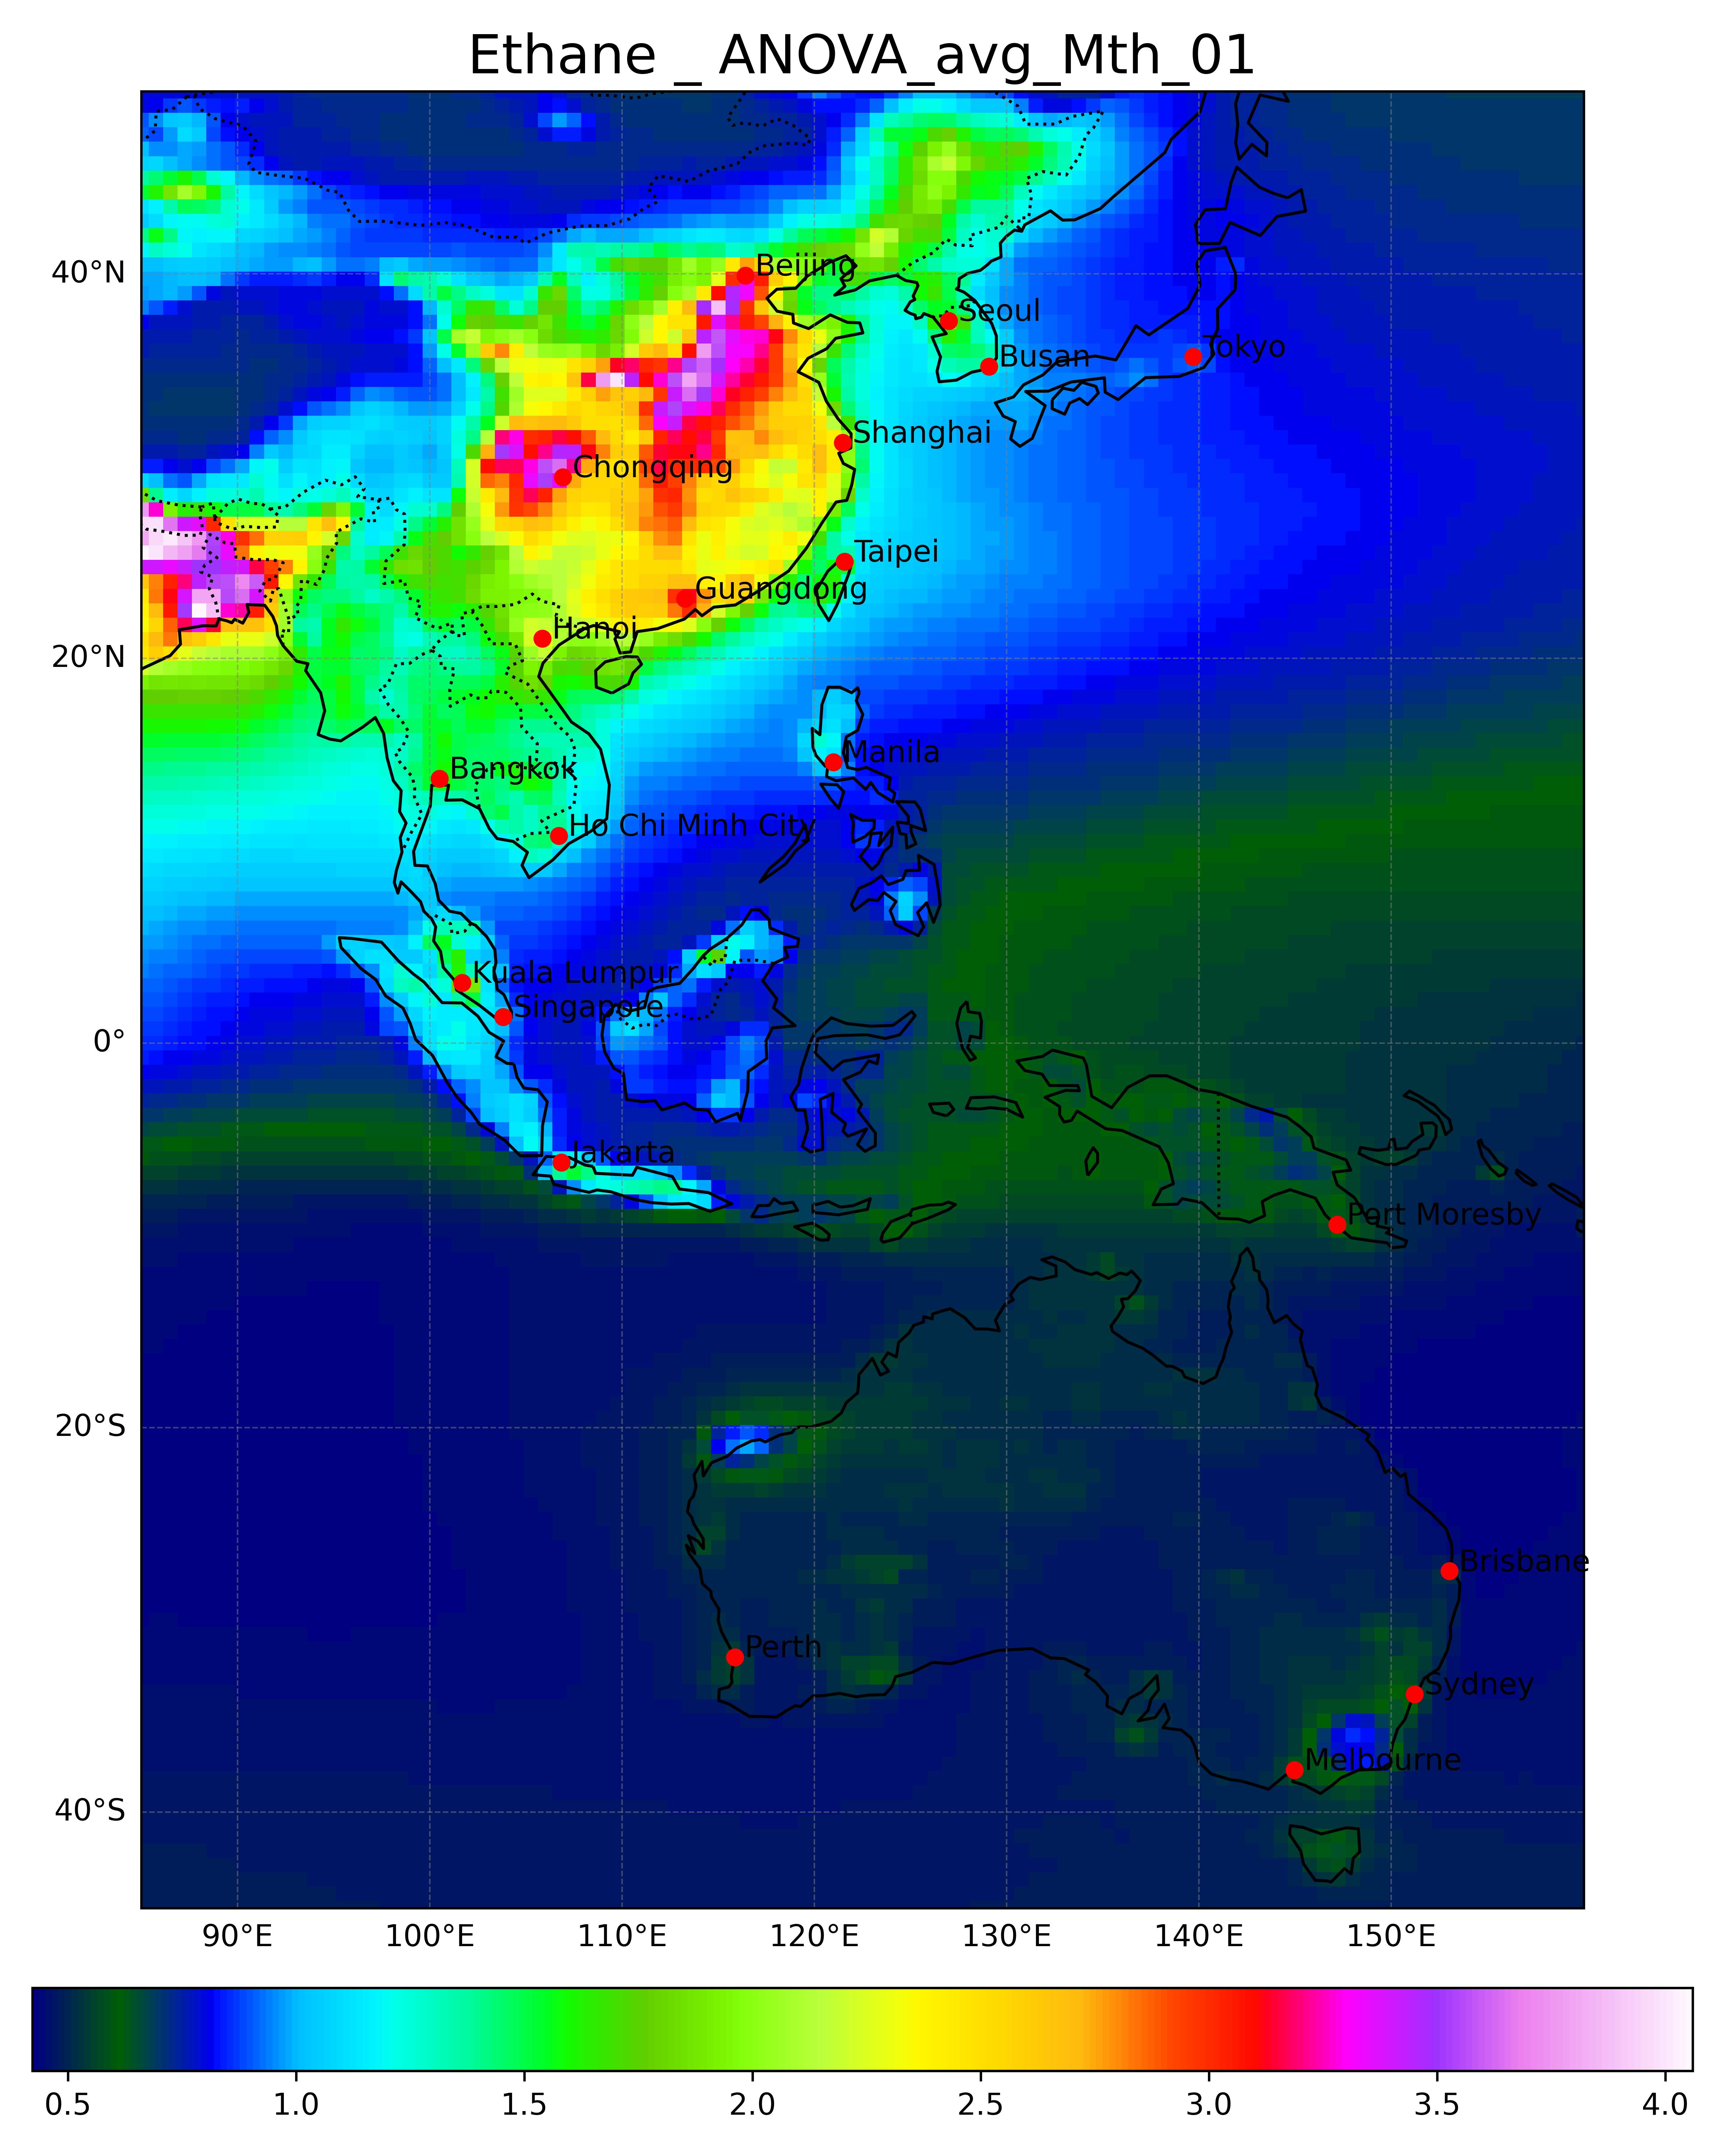 Ethane _ ANOVA_avg_Mth_01
40°N
20°N
0°
20°S
40°S
Beijing
Seoul
Busan
Tokyo
Shanghai
Chongqing
Taipei
Guangdong
Hanoi
Manila
Bangkok
Ho Chi Minh City
Kuala Lumpur
Singapore
Jakarta
Port Moresby
Brisbane
Perth
Sydney
Melbourne
90°E 100°E 110°E 120°E 130°E 140°E 150°E
0.5 1.0 1.5 2.0 2.5 3.0 3.5 4.0